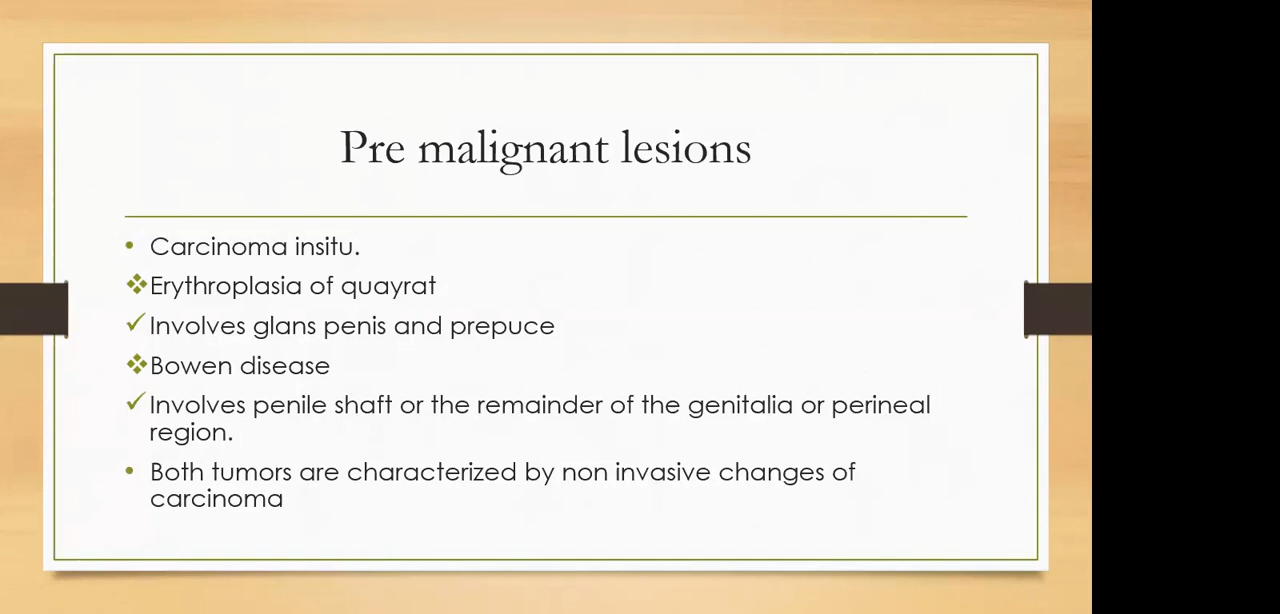 Pre malignant lesions
• Carcinoma insitu.
❖Erythroplasia of quayrat
✓Involves glans penis and prepuce
❖Bowen disease
✓Involves penile shaft or the remainder of the genitalia or perineal
region.
• Both tumors are characterized by non invasive changes of
carcinoma